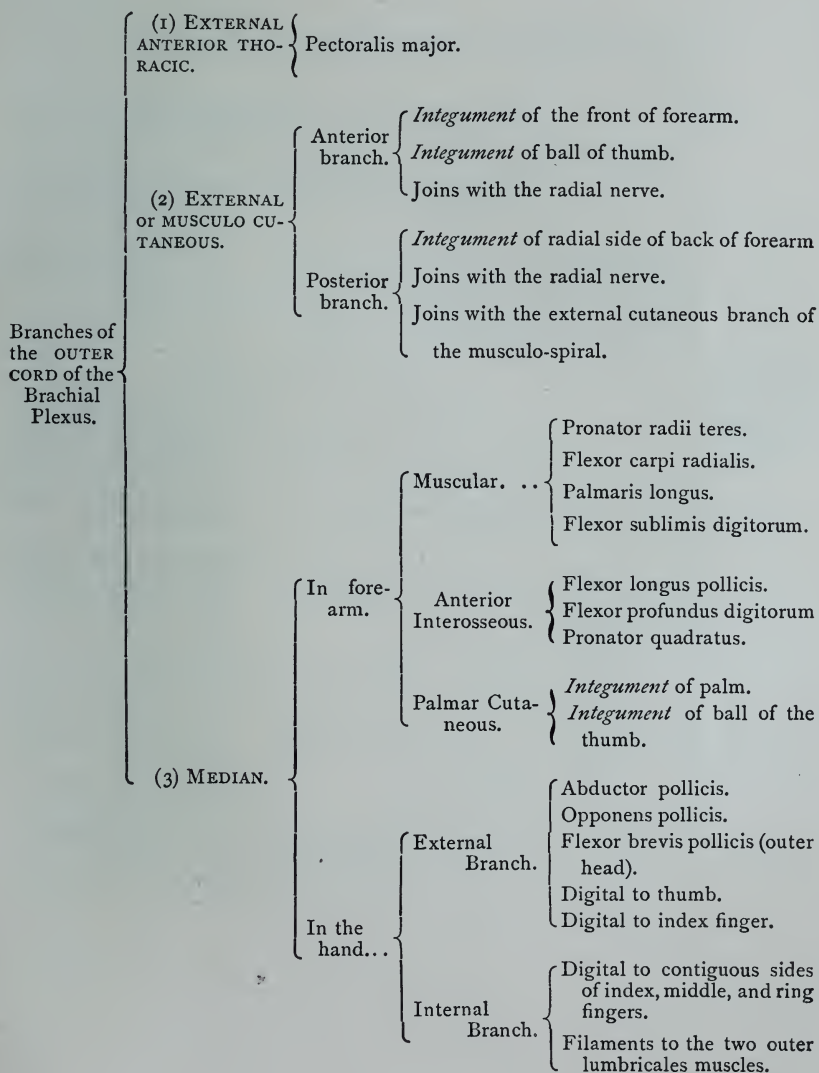 Branches of
the OUTER
CORD of the
Brachial
Plexus.
(1) EXTERNAL
ANTERIOR THO-
RACIC.
Pectoralis major.
(2) EXTERNAL
OR MUSCULO CU-
TANEOUS.
Anterior
branch.
Integument of the front of forearm.
Integument of ball of thumb.
Joins with the radial nerve.
Posterior
branch.
Integument of radial side of back of forearm
Joins with the radial nerve.
Joins with the external cutaneous branch of
the musculo-spiral.
(3) MEDIAN.
In fore-
arm.
Muscular. ..
Pronator radii teres.
Flexor carpi radialis.
Palmaris longus.
Flexor sublimis digitorum.
Anterior
Interosseous.
Flexor longus pollicis.
Flexor profundus digitorum
Pronator quadratus.
Palmar Cuta-
neous.
Integument of palm.
Integument of ball of the
thumb.
In the
hand...
External
Branch.
Abductor pollicis.
Opponens pollicis.
Flexor brevis pollicis (outer
head).
Digital to thumb.
Digital to index finger.
Internal
Branch.
Digital to contiguous sides
of index, middle, and ring
fingers.
Filaments to the two outer
lumbricales muscles.